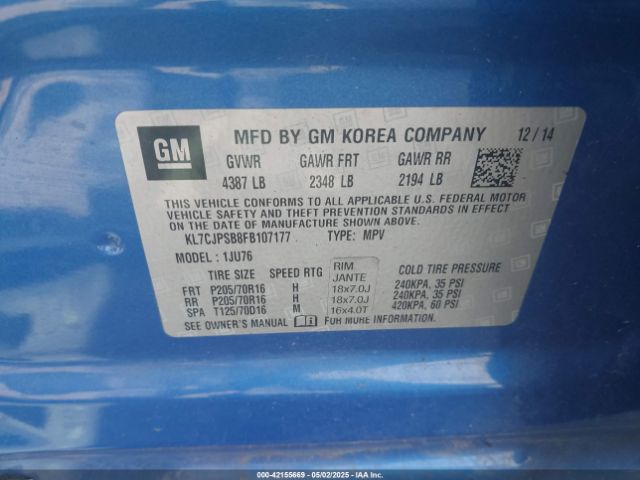 GM
MFD BY GM KOREA COMPANY 12/14
GVWR GAWR FRT GAWR RR
4387 LB 2348 LB 2194 LB
THIS VEHICLE CONFORMS TO ALL APPLICABLE U.S. FEDERAL MOTOR
VEHICLE SAFETY AND THEFT PREVENTION STANDARDS IN EFFECT ON THE
DATE OF MANUFACTURE SHOWN ABOVE.
KL7CJPSB8FB107177 TYPE: MPV
MODEL: 1JU76
TIRE SIZE SPEED RTG RIM JANTE COLD TIRE PRESSURE
FRT P205/70R16 H 18x7.0J 240KPA, 35 PSI
RR P205/70R16 H 18x7.0J 240KPA, 35 PSI
SPA T125/70D16 M 16x4.0T 420KPA, 60 PSI
SEE OWNER'S MANUAL FOR MORE INFORMATION.
000-42155669 05/02/2025 - IAAI, Inc. Copyright